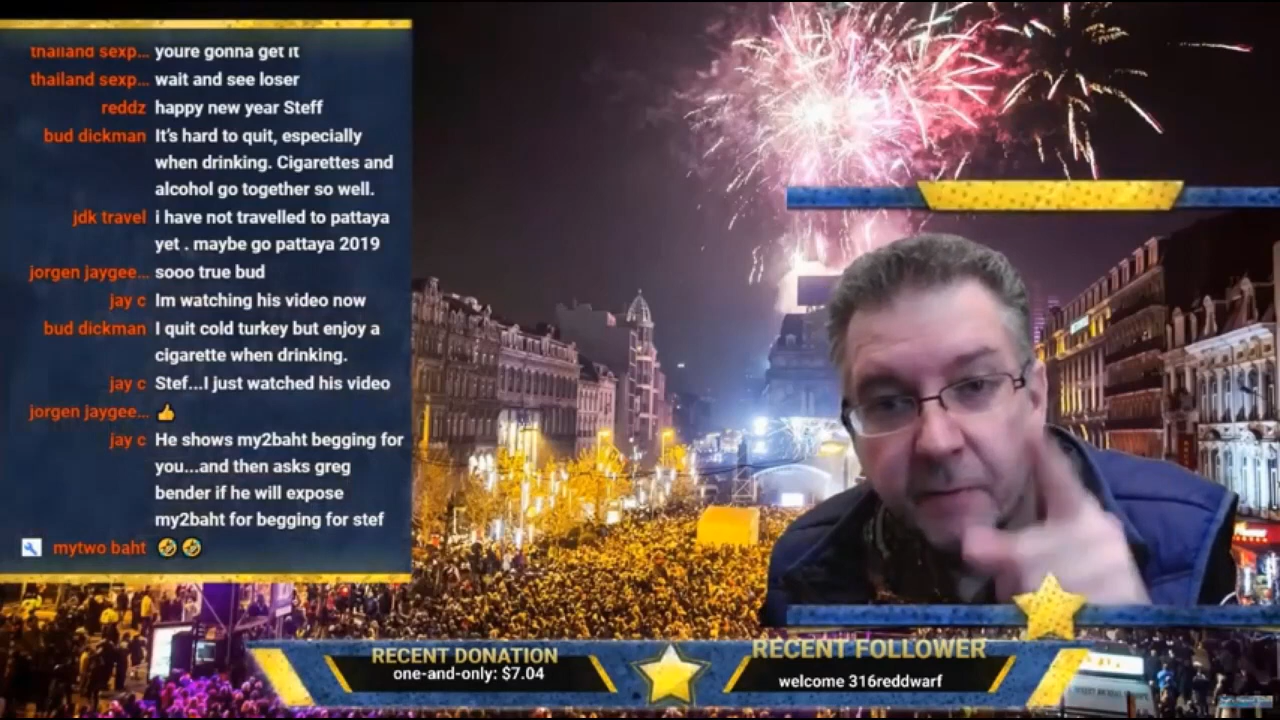 thailand sexp... youre gonna get it
thailand sexp... wait and see loser
reddz happy new year Steff
bud dickman It's hard to quit, especially
when drinking. Cigarettes and
alcohol go together so well.
jdk travel i have not travelled to pattaya
yet . maybe go pattaya 2019
jorgen jaygee... sooo true bud
jay c Im watching his video now
bud dickman I quit cold turkey but enjoy a
cigarette when drinking.
jay c Stef...I just watched his video
jorgen jaygee... 👍
jay c He shows my2baht begging for
you...and then asks greg
bender if he will expose
my2baht for begging for stef
mytwo baht 🤣 🤣
RECENT DONATION
one-and-only: $7.04
RECENT FOLLOWER
welcome 316reddwarf